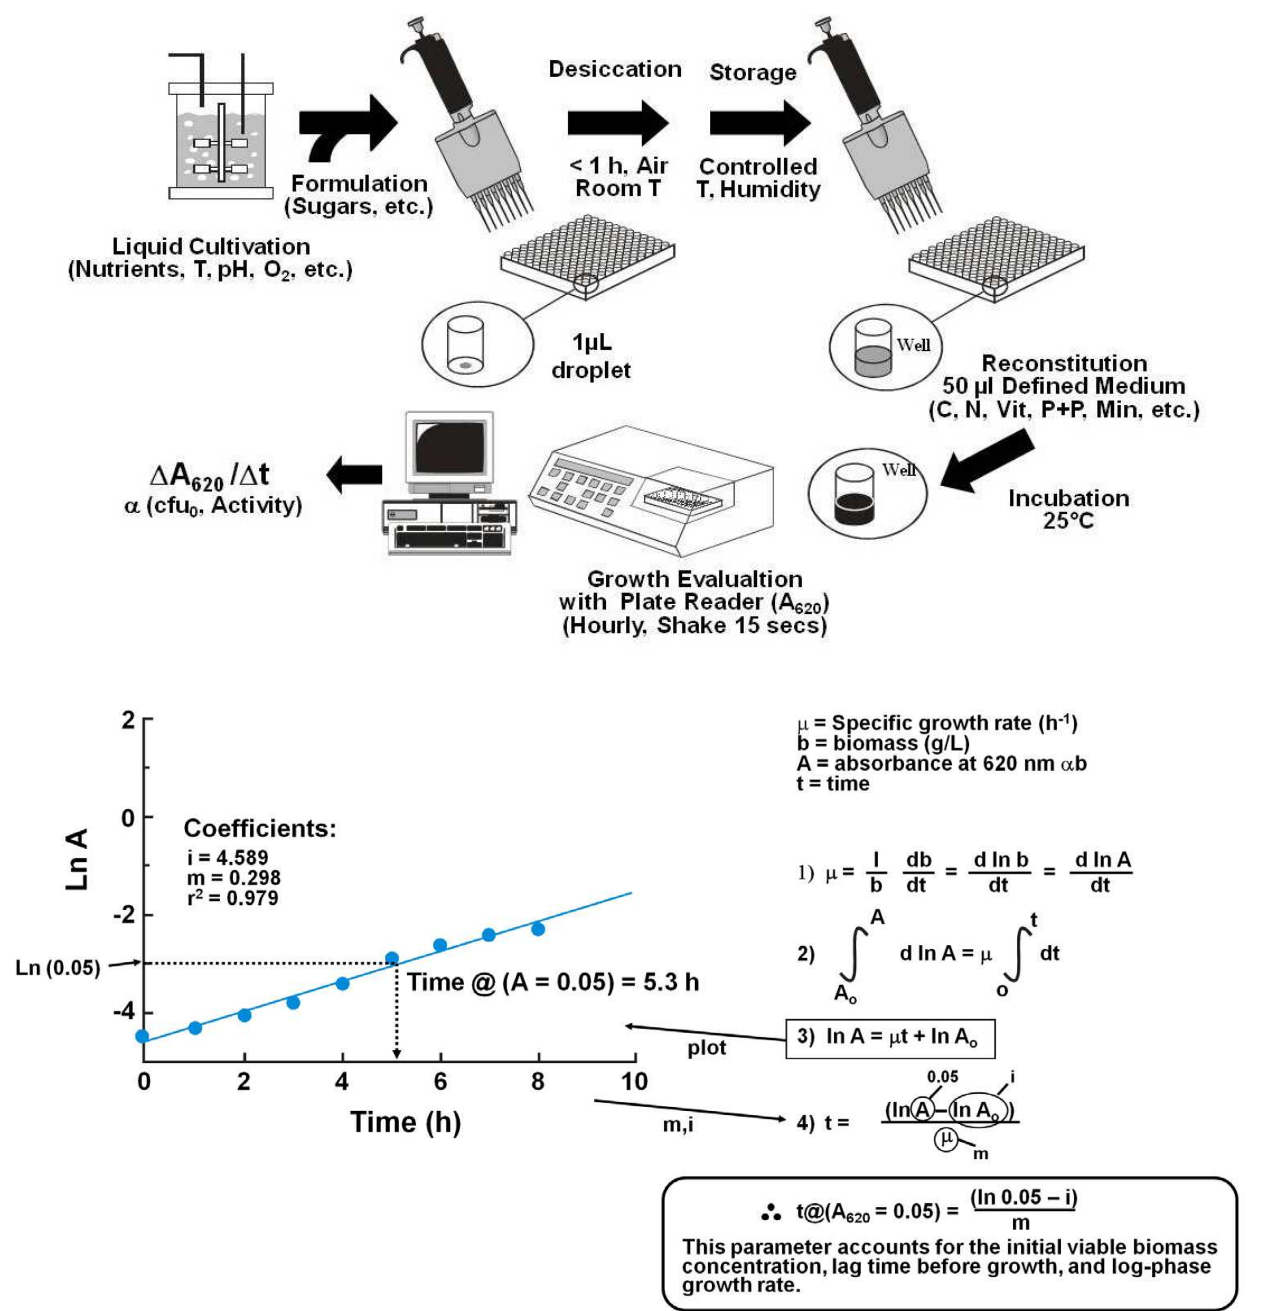 Desiccation
Storage
< 1 h, Air
Room T
Controlled
T, Humidity
Formulation
(Sugars, etc.)
Liquid Cultivation
(Nutrients, T, pH, O₂, etc.)
1µL
droplet
Well
Reconstitution
50 µl Defined Medium
(C, N, Vit, P+P, Min, etc.)
Well
Incubation
25°C
ΔA₆₂₀ /Δt
α (cfu₀, Activity)
Growth Evalualtion
with Plate Reader (A₆₂₀)
(Hourly, Shake 15 secs)
2
0
-2
-4
Ln A
Ln (0.05)
Coefficients:
i = 4.589
m = 0.298
r² = 0.979
Time @ (A = 0.05) = 5.3 h
0 2 4 6 8 10
Time (h)
µ = Specific growth rate (h⁻¹)
b = biomass (g/L)
A = absorbance at 620 nm αb
t = time
1) µ = I/b db/dt = d ln b/dt = d ln A/dt
2) ∫ A Aₒ d ln A = µ ∫ t o dt
plot
3) ln A = µt + ln Aₒ
m,i
0.05
i
4) t = (ln A – ln Aₒ)
µ
m
∴ t@(A₆₂₀ = 0.05) = (ln 0.05 – i)
m
This parameter accounts for the initial viable biomass
concentration, lag time before growth, and log-phase
growth rate.